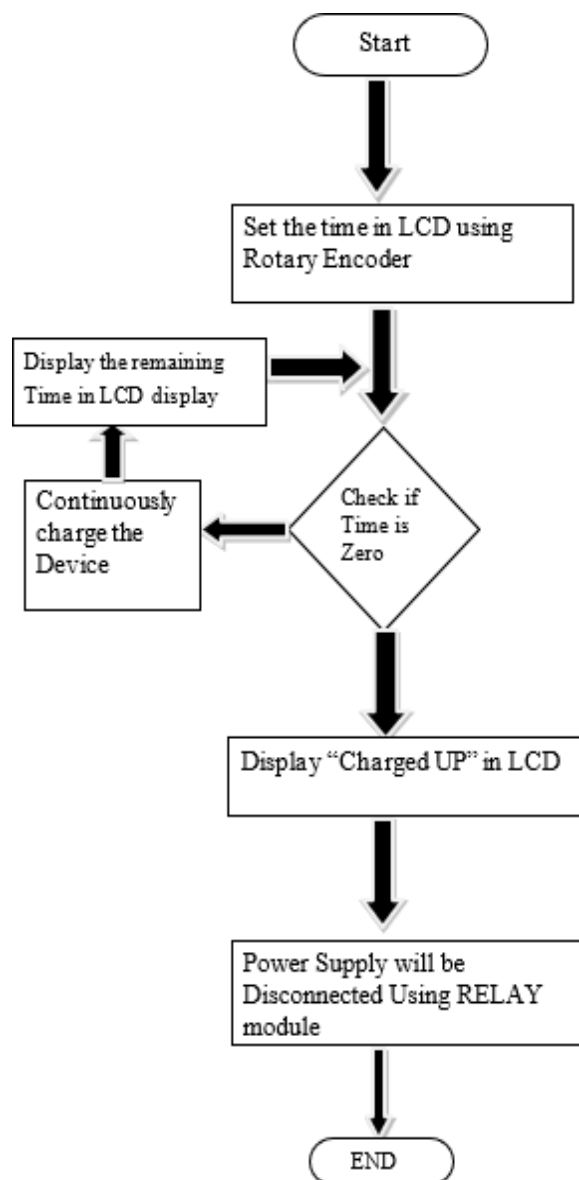 Start
Set the time in LCD using
Rotary Encoder
Display the remaining
Time in LCD display
Continuously
charge the
Device
Check if
Time is
Zero
Display “Charged UP” in LCD
Power Supply will be
Disconnected Using RELAY
module
END